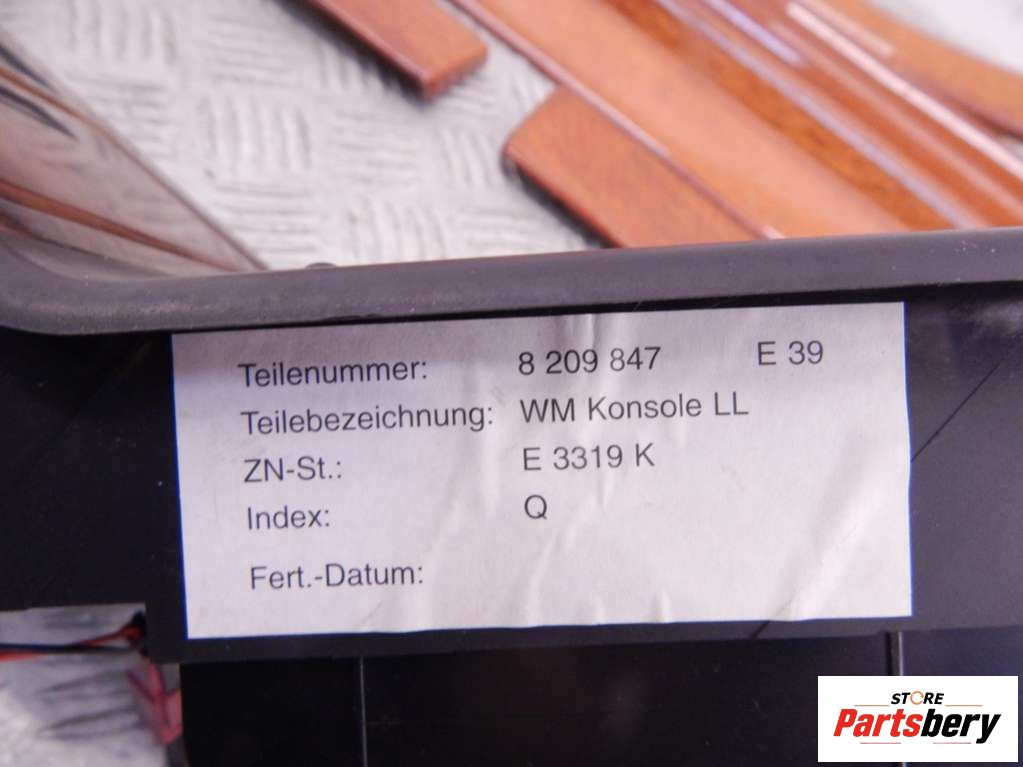 Teilenummer: 8 209 847 E 39
Teilebezeichnung: WM Konsole LL
ZN-St.: E 3319 K
Index: Q
Fert.-Datum:
STORE
Partsbery